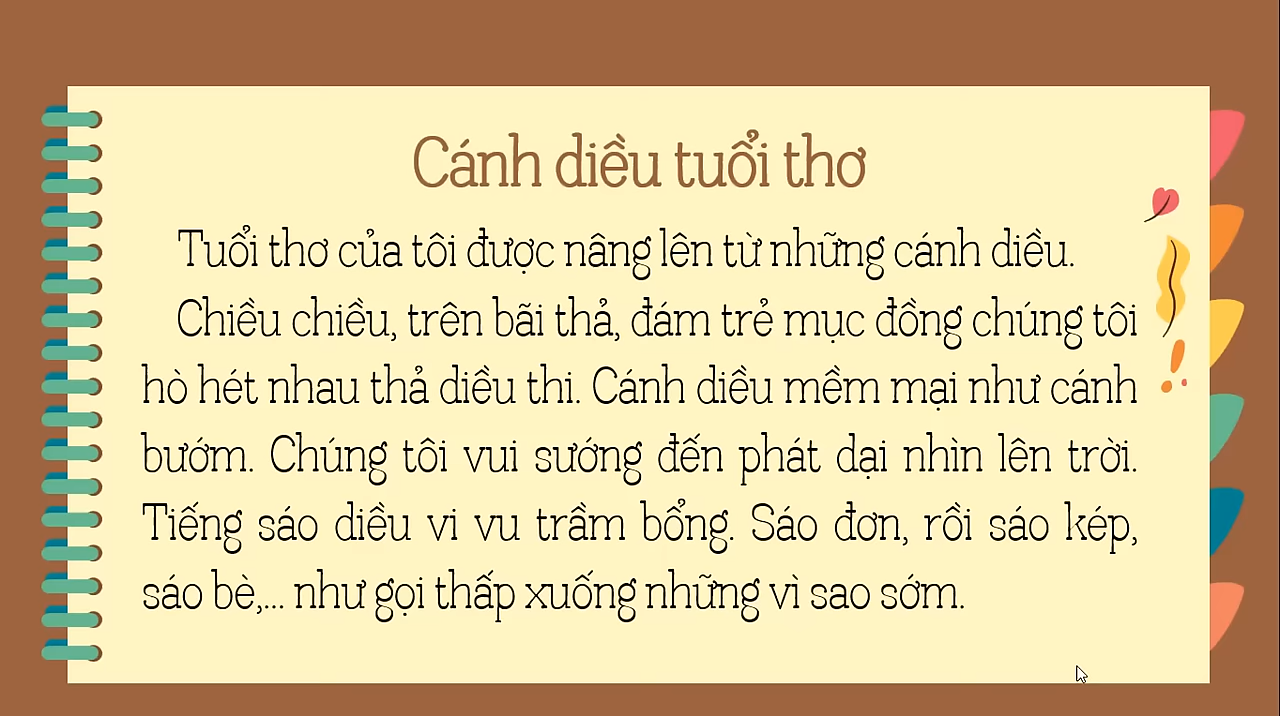 Cánh diều tuổi thơ
Tuổi thơ của tôi được nâng lên từ những cánh diều.
Chiều chiều, trên bãi thả, đám trẻ mục đồng chúng tôi
hò hét nhau thả diều thi. Cánh diều mềm mại như cánh
bướm. Chúng tôi vui sướng đến phát dại nhìn lên trời.
Tiếng sáo diều vi vu trầm bổng. Sáo đơn, rồi sáo kép,
sáo bè,... như gọi thấp xuống những vì sao sớm.